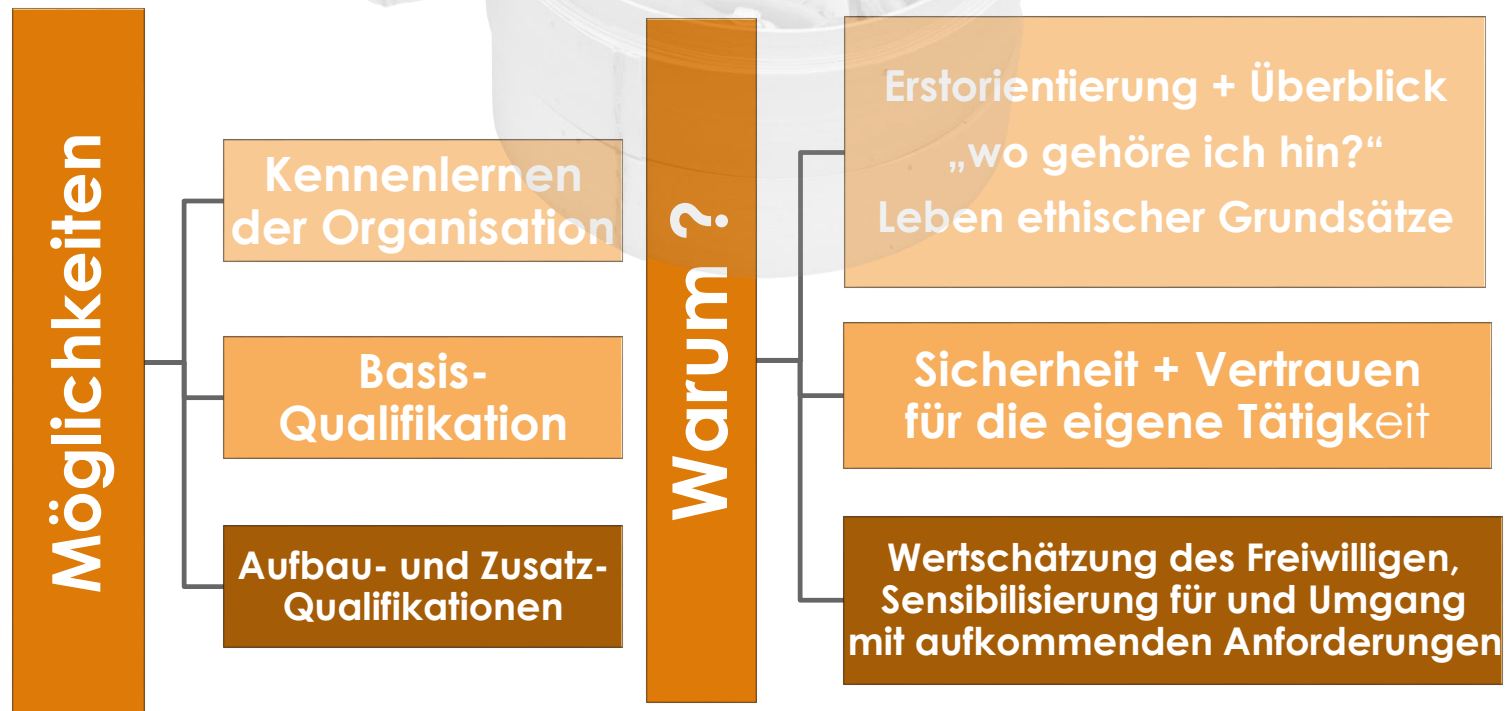 Möglichkeiten
Kennenlernen
der Organisation
Basis-
Qualifikation
Aufbau- und Zusatz-
Qualifikationen
Warum ?
Erstorientierung + Überblick
„wo gehöre ich hin?“
Leben ethischer Grundsätze
Sicherheit + Vertrauen
für die eigene Tätigkeit
Wertschätzung des Freiwilligen,
Sensibilisierung für und Umgang
mit aufkommenden Anforderungen